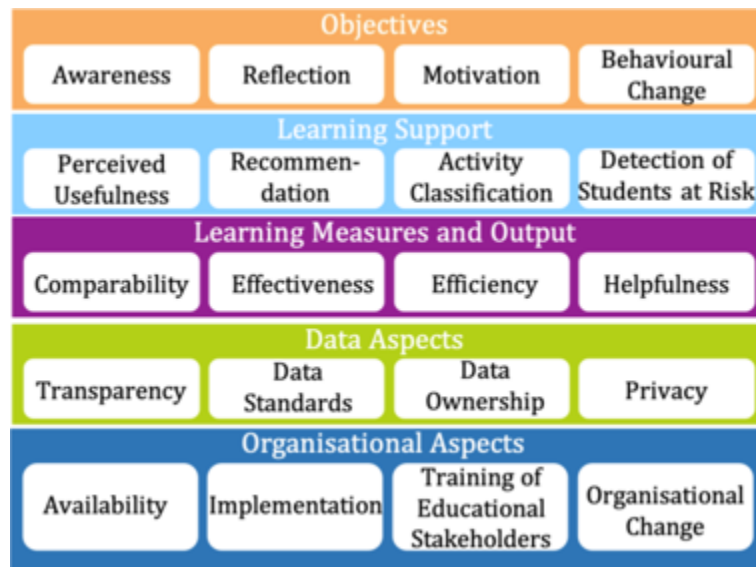 Objectives
Awareness
Reflection
Motivation
Behavioural
Change
Learning Support
Perceived
Usefulness
Recommen-
dation
Activity
Classification
Detection of
Students at Risk
Learning Measures and Output
Comparability
Effectiveness
Efficiency
Helpfulness
Data Aspects
Transparency
Data
Standards
Data
Ownership
Privacy
Organisational Aspects
Availability
Implementation
Training of
Educational
Stakeholders
Organisational
Change